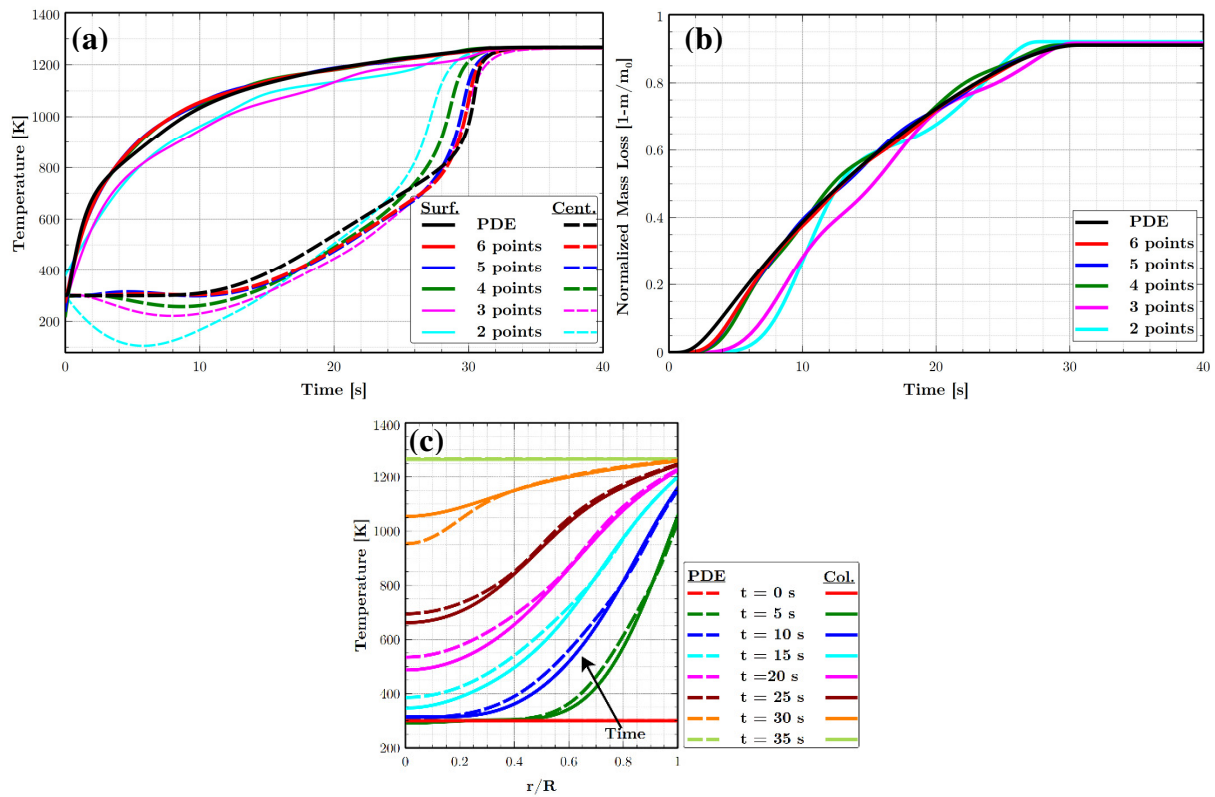 (a)
1400
1200
1000
800
600
400
200
Temperature [K]
Surf. Cent.
PDE
6 points
5 points
4 points
3 points
2 points
0 10 20 30 40
Time [s]
(b)
1
0.8
0.6
0.4
0.2
0
Normalized Mass Loss [1-m/m0]
PDE
6 points
5 points
4 points
3 points
2 points
0 10 20 30 40
Time [s]
(c)
1400
1200
1000
800
600
400
200
Temperature [K]
Time
0 0.2 0.4 0.6 0.8 1
r/R
PDE Col.
t = 0 s
t = 5 s
t = 10 s
t = 15 s
t =20 s
t = 25 s
t = 30 s
t = 35 s